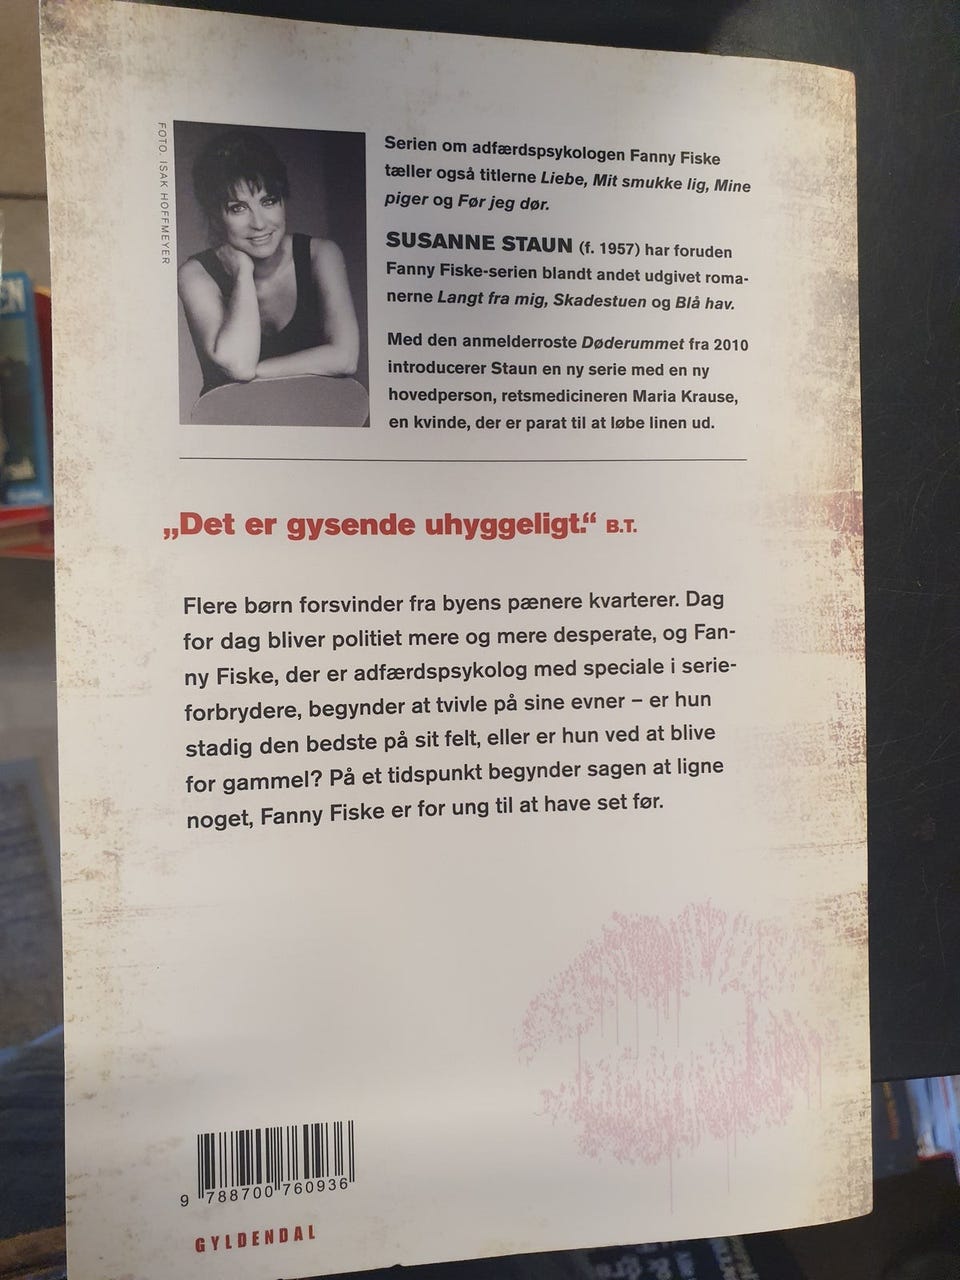 FOTO: ISAK HOFFMEYER
Serien om adfærdspsykologen Fanny Fiske
tæller også titlerne Liebe, Mit smukke lig, Mine
piger og Før jeg dør.
SUSANNE STAUN (f. 1957) har foruden
Fanny Fiske-serien blandt andet udgivet roma-
nerne Langt fra mig, Skadestuen og Blå hav.
Med den anmelderroste Døderummet fra 2010
introducerer Staun en ny serie med en ny
hovedperson, retsmedicineren Maria Krause,
en kvinde, der er parat til at løbe linen ud.
„Det er gysende uhyggeligt.“ B.T.
Flere børn forsvinder fra byens pænere kvarterer. Dag
for dag bliver politiet mere og mere desperate, og Fan-
ny Fiske, der er adfærdspsykolog med speciale i serie-
forbrydere, begynder at tvivle på sine evner – er hun
stadig den bedste på sit felt, eller er hun ved at blive
for gammel? På et tidspunkt begynder sagen at ligne
noget, Fanny Fiske er for ung til at have set før.
9 788700 760936
GYLDENDAL